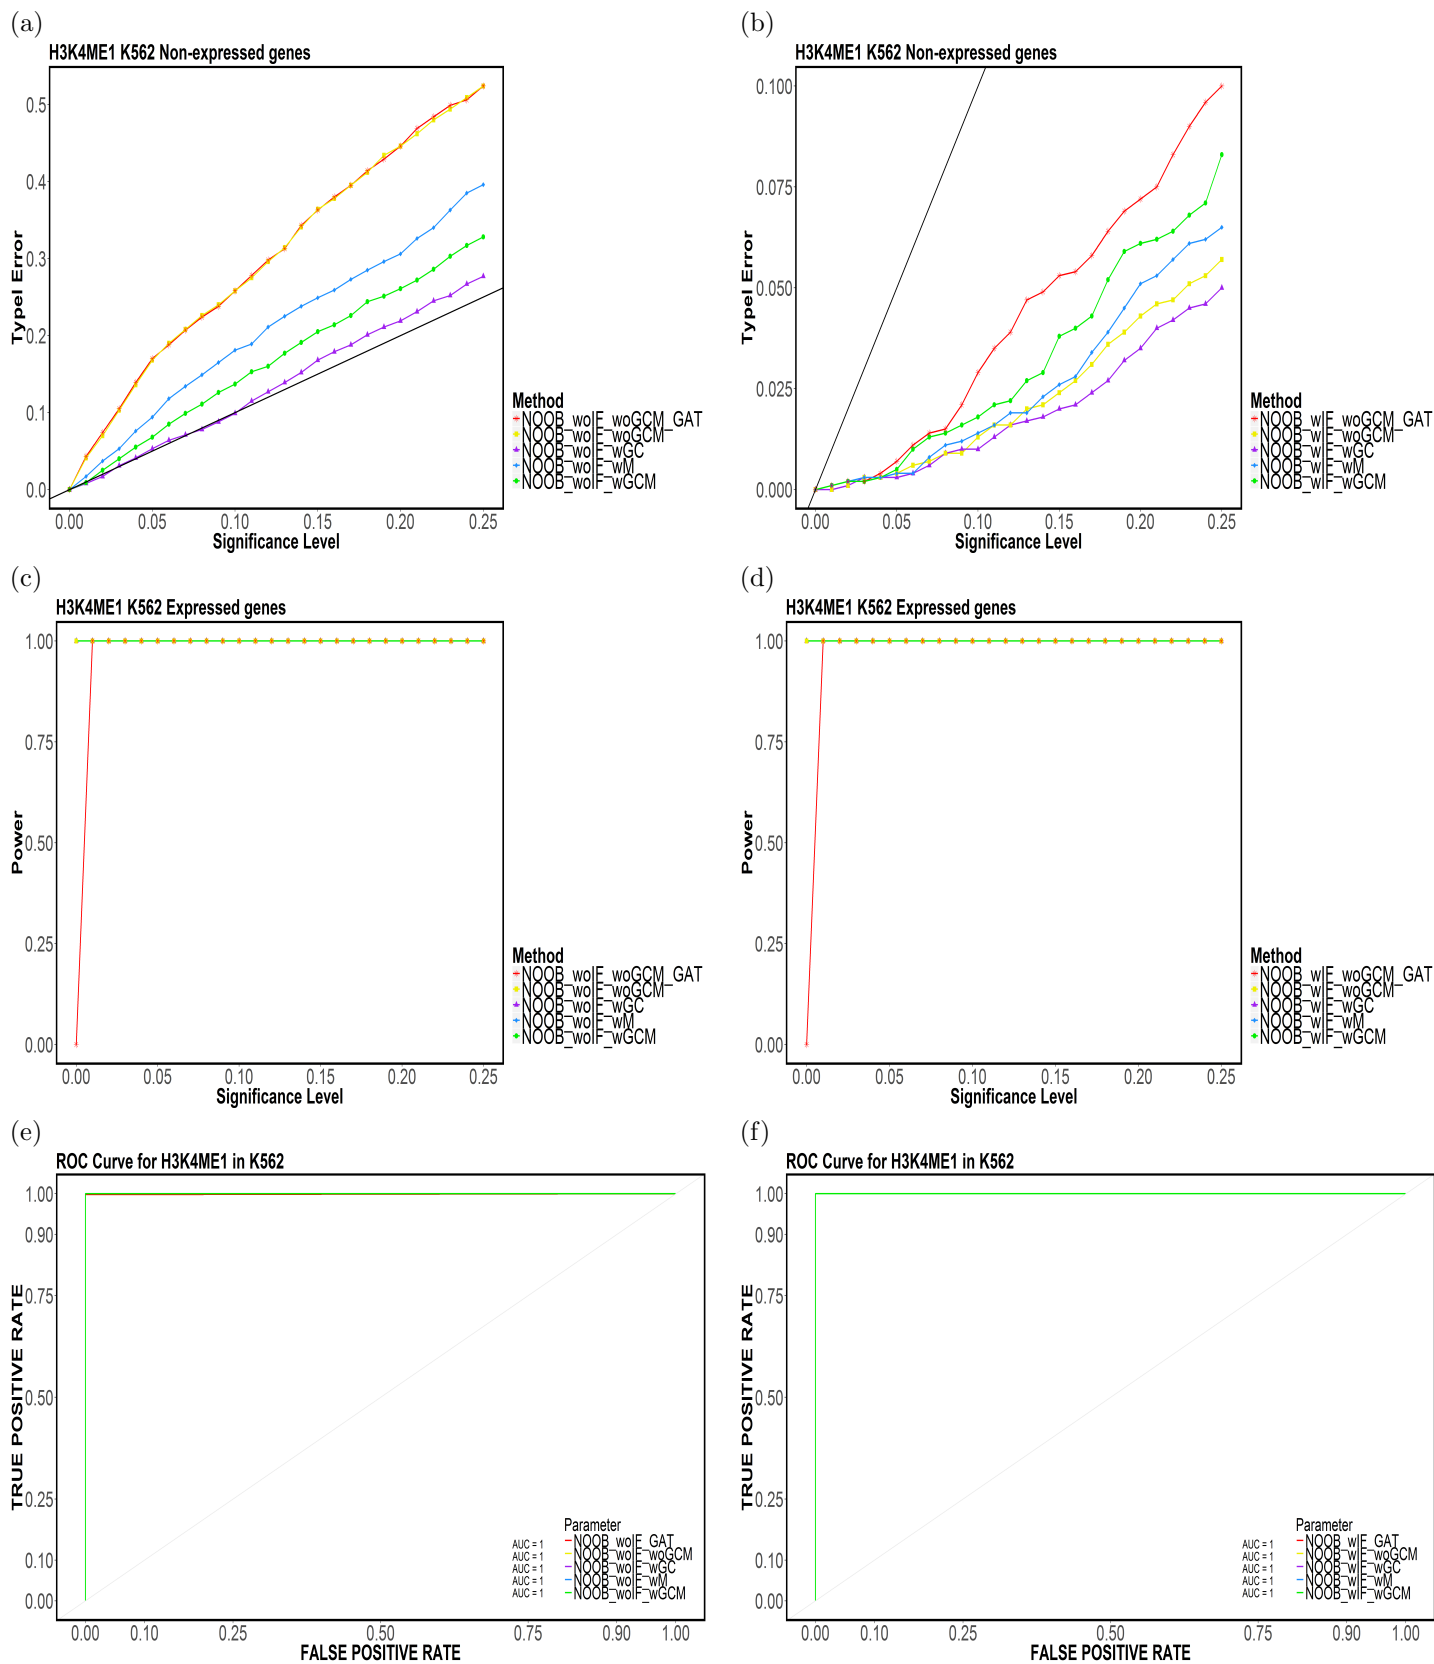 (a)
H3K4ME1 K562 Non-expressed genes
TypeI Error
0.5
0.4
0.3
0.2
0.1
0.0
0.00 0.05 0.10 0.15 0.20 0.25
Significance Level
Method
NOOB_woIF_woGCM_GAT
NOOB_woIF_woGCM
NOOB_woIF_wGC
NOOB_woIF_wM
NOOB_woIF_wGCM
(b)
H3K4ME1 K562 Non-expressed genes
TypeI Error
0.100
0.075
0.050
0.025
0.000
0.00 0.05 0.10 0.15 0.20 0.25
Significance Level
Method
NOOB_wIF_woGCM_GAT
NOOB_wIF_woGCM
NOOB_wIF_wGC
NOOB_wIF_wM
NOOB_wIF_wGCM
(c)
H3K4ME1 K562 Expressed genes
Power
1.00
0.75
0.50
0.25
0.00
0.00 0.05 0.10 0.15 0.20 0.25
Significance Level
Method
NOOB_woIF_woGCM_GAT
NOOB_woIF_woGCM
NOOB_woIF_wGC
NOOB_woIF_wM
NOOB_woIF_wGCM
(d)
H3K4ME1 K562 Expressed genes
Power
1.00
0.75
0.50
0.25
0.00
0.00 0.05 0.10 0.15 0.20 0.25
Significance Level
Method
NOOB_wIF_woGCM_GAT
NOOB_wIF_woGCM
NOOB_wIF_wGC
NOOB_wIF_wM
NOOB_wIF_wGCM
(e)
ROC Curve for H3K4ME1 in K562
TRUE POSITIVE RATE
1.00
0.90
0.75
0.50
0.25
0.10
0.00
0.00 0.10 0.25 0.50 0.75 0.90 1.00
FALSE POSITIVE RATE
Parameter
AUC = 1 NOOB_woIF_GAT
AUC = 1 NOOB_woIF_woGCM
AUC = 1 NOOB_woIF_wGC
AUC = 1 NOOB_woIF_wM
AUC = 1 NOOB_woIF_wGCM
(f)
ROC Curve for H3K4ME1 in K562
TRUE POSITIVE RATE
1.00
0.90
0.75
0.50
0.25
0.10
0.00
0.00 0.10 0.25 0.50 0.75 0.90 1.00
FALSE POSITIVE RATE
Parameter
AUC = 1 NOOB_wIF_GAT
AUC = 1 NOOB_wIF_woGCM
AUC = 1 NOOB_wIF_wGC
AUC = 1 NOOB_wIF_wM
AUC = 1 NOOB_wIF_wGCM